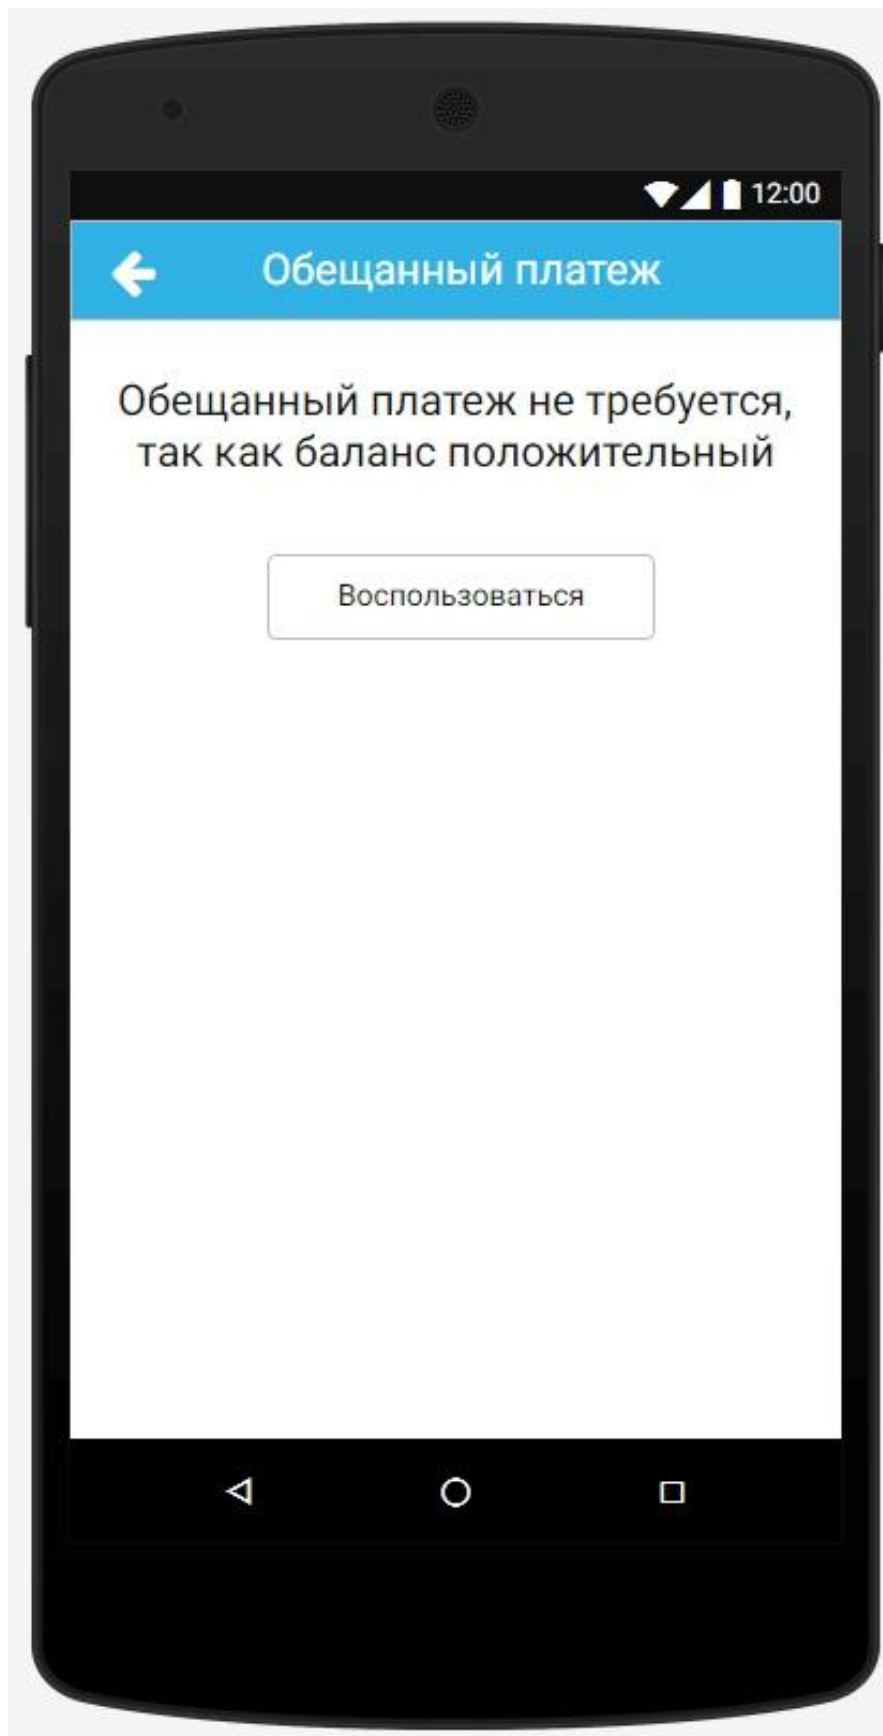 12:00
Обещанный платеж
Обещанный платеж не требуется,
так как баланс положительный
Воспользоваться